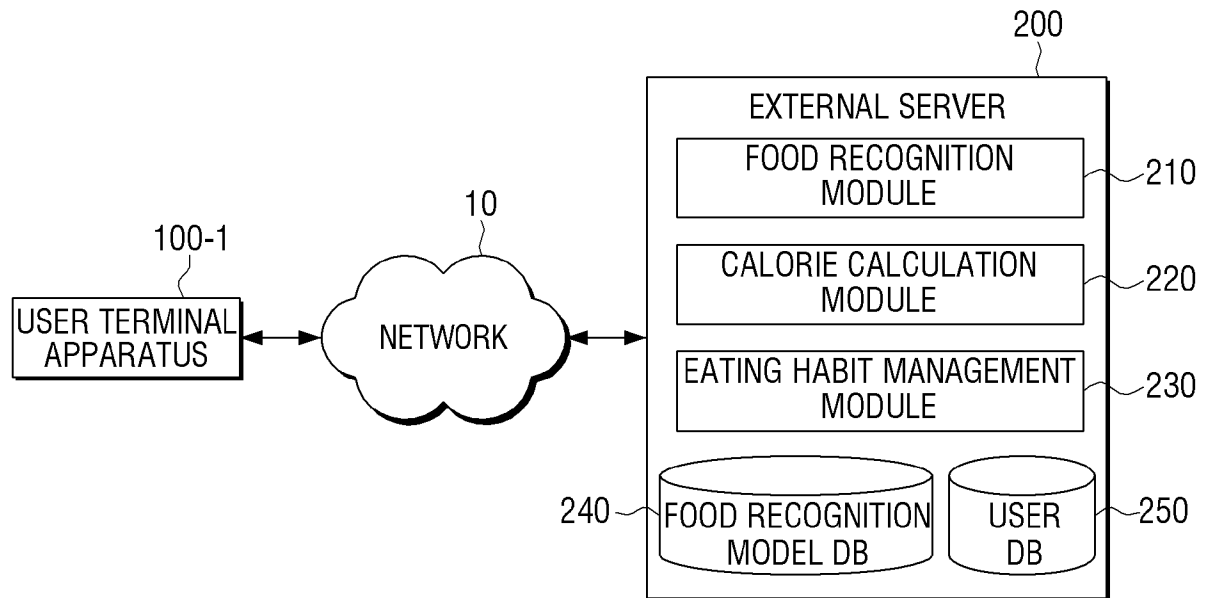 200
EXTERNAL SERVER
FOOD RECOGNITION
MODULE
210
10
100-1
CALORIE CALCULATION
MODULE
220
USER TERMINAL
APPARATUS
NETWORK
EATING HABIT MANAGEMENT
MODULE
230
240
FOOD RECOGNITION
MODEL DB
USER
DB
250